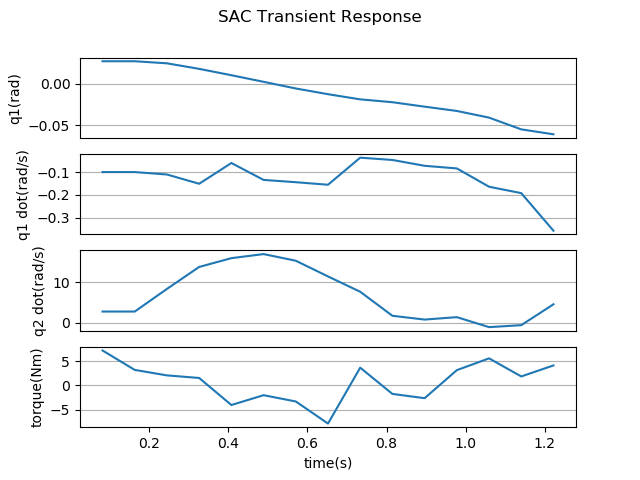 SAC Transient Response
q1(rad)
0.00
−0.05
q1 dot(rad/s)
−0.1
−0.2
−0.3
q2 dot(rad/s)
10
0
torque(Nm)
5
0
−5
0.2 0.4 0.6 0.8 1.0 1.2
time(s)